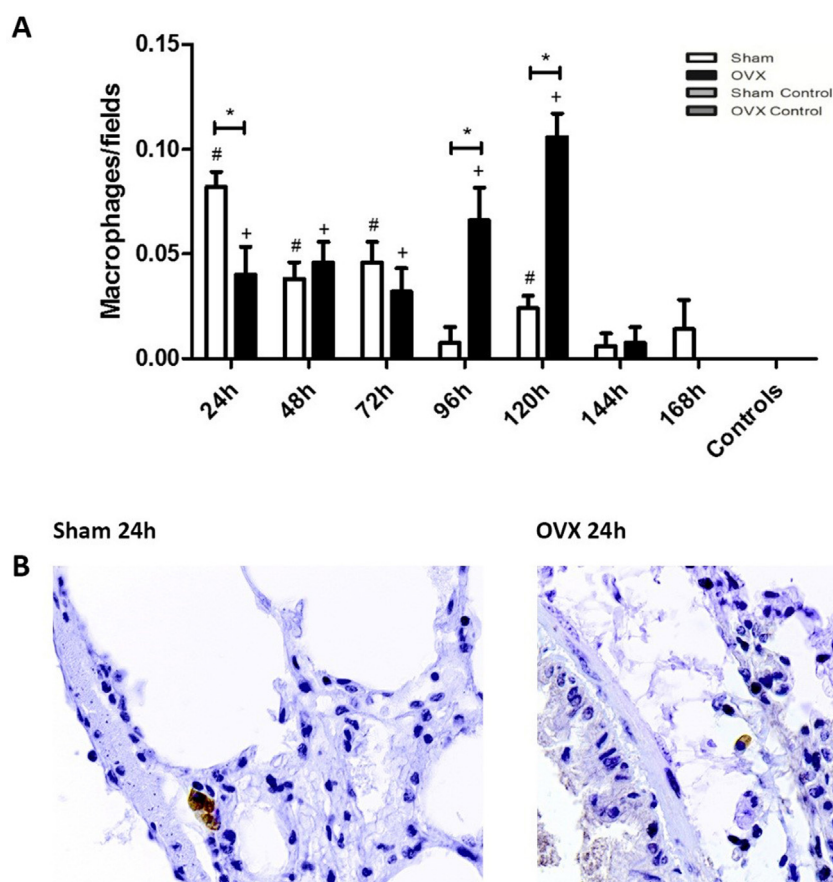 A
Macrophages/fields
0.15
0.10
0.05
0.00
Sham
OVX
Sham Control
OVX Control
*
*
*
#
+
#
+
#
+
+
#
+
24h
48h
72h
96h
120h
144h
168h
Controls
Sham 24h
OVX 24h
B